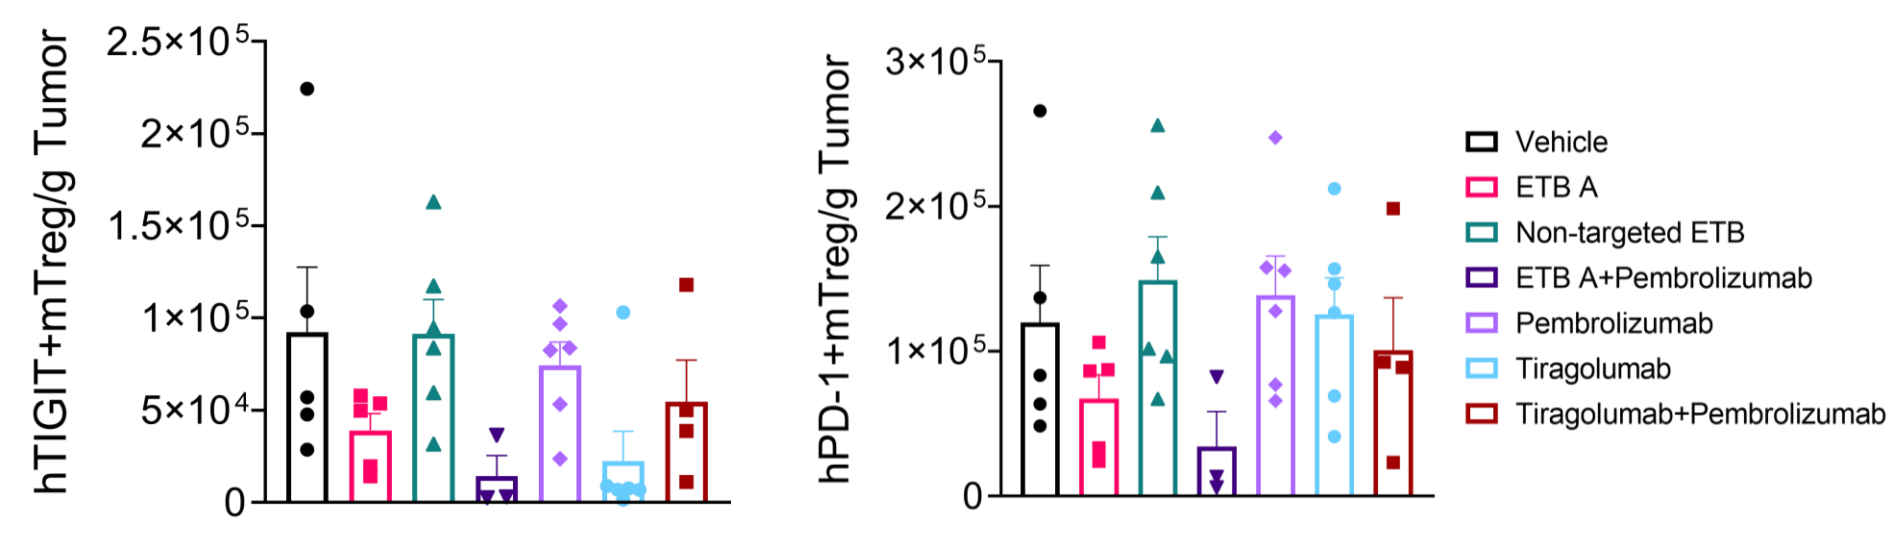 hTIGIT+mTreg/g Tumor
2.5×10⁵
2×10⁵
1.5×10⁵
1×10⁵
5×10⁴
0
hPD-1+mTreg/g Tumor
3×10⁵
2×10⁵
1×10⁵
0
Vehicle
ETB A
Non-targeted ETB
ETB A+Pembrolizumab
Pembrolizumab
Tiragolumab
Tiragolumab+Pembrolizumab